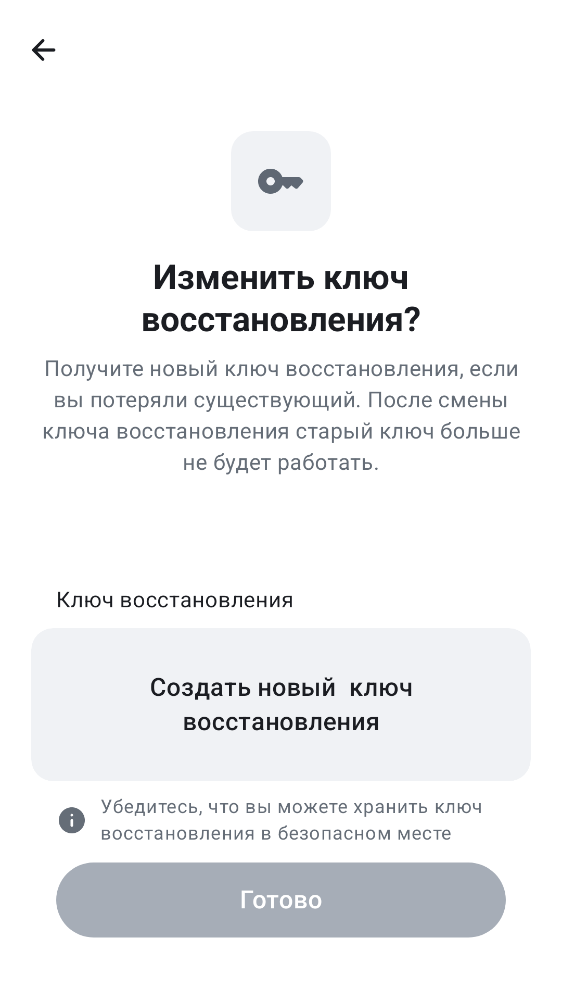 Изменить ключ
восстановления?
Получите новый ключ восстановления, если
вы потеряли существующий. После смены
ключа восстановления старый ключ больше
не будет работать.
Ключ восстановления
Создать новый  ключ
восстановления
Убедитесь, что вы можете хранить ключ
восстановления в безопасном месте
Готово